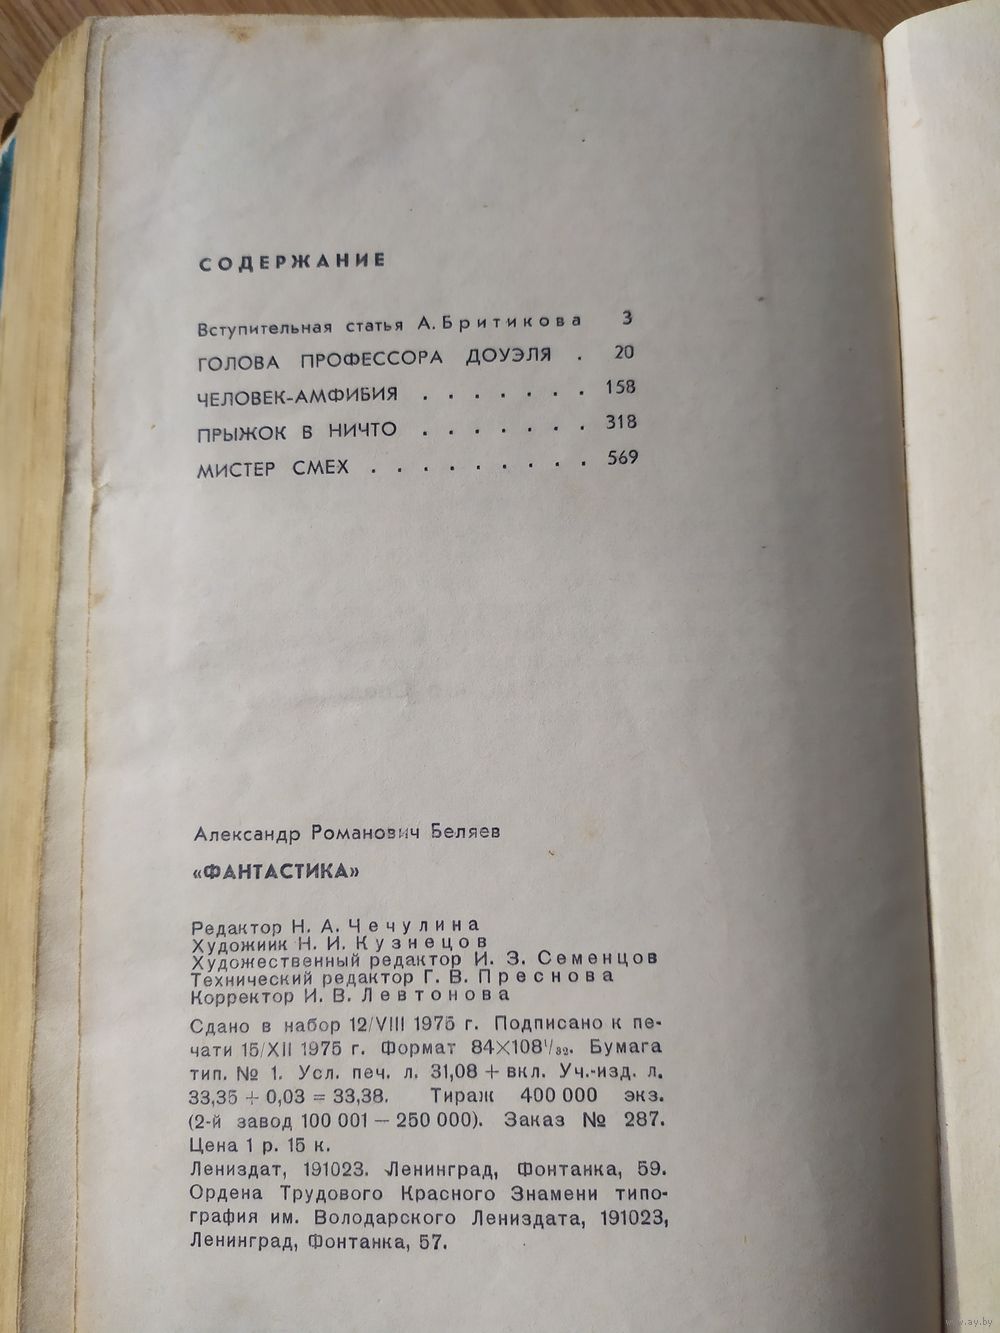 СОДЕРЖАНИЕ
Вступительная статья А. Бритикова 3
ГОЛОВА ПРОФЕССОРА ДОУЭЛЯ . 20
ЧЕЛОВЕК-АМФИБИЯ . . . . . . . 158
ПРЫЖОК В НИЧТО . . . . . . . 318
МИСТЕР СМЕХ . . . . . . . . . 569
Александр Романович Беляев
«ФАНТАСТИКА»
Редактор Н. А. Чечулина
Художник Н. И. Кузнецов
Художественный редактор И. З. Семенцов
Технический редактор Г. В. Преснова
Корректор И. В. Левтонова
Сдано в набор 12/VIII 1975 г. Подписано к пе-
чати 15/XII 1975 г. Формат 84×108¹/₃₂. Бумага
тип. № 1. Усл. печ. л. 31,08 + вкл. Уч.-изд. л.
33,35 + 0,03 = 33,38. Тираж 400 000 экз.
(2-й завод 100 001 — 250 000). Заказ № 287.
Цена 1 р. 15 к.
Лениздат, 191023. Ленинград, Фонтанка, 59.
Ордена Трудового Красного Знамени типо-
графия им. Володарского Лениздата, 191023,
Ленинград, Фонтанка, 57.
www.ay.by